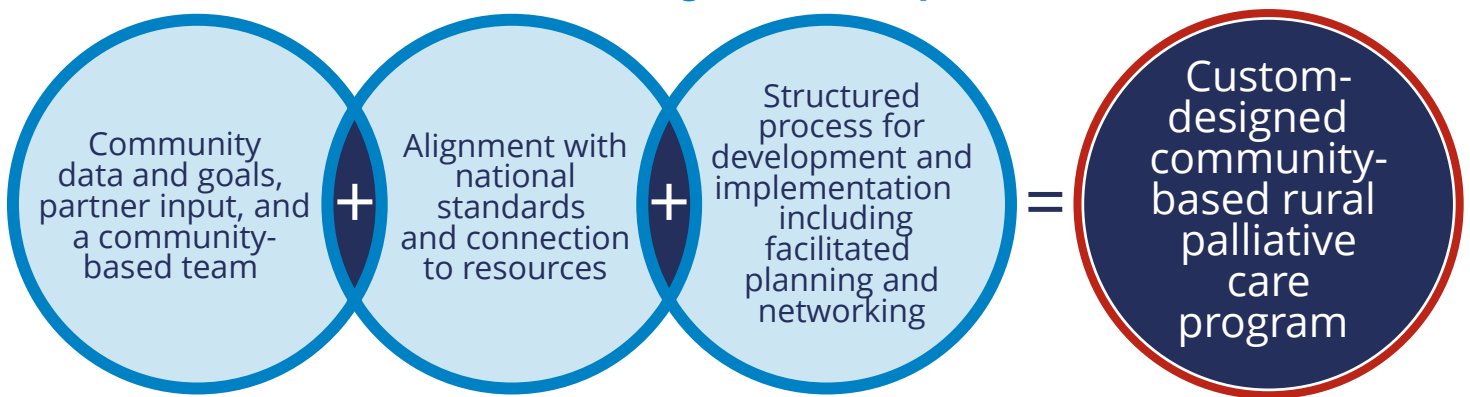 Community
data and goals,
partner input, and
a community-
based team
+
Alignment with
national
standards
and connection
to resources
+
Structured
process for
development and
implementation
including
facilitated
planning and
networking
=
Custom-
designed
community-
based rural
palliative
care
program